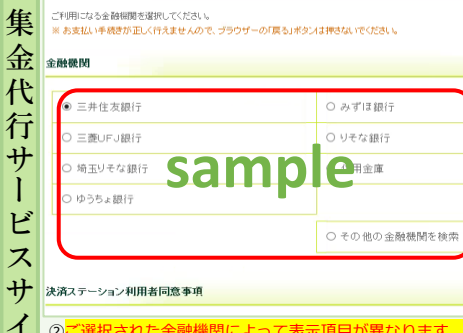 集金代行サービスサイ
ご利用になる金融機関を選択してください。
※ お支払い手続きが正しく行えませんので、ブラウザーの「戻る」ボタンは押さないでください。
金融機関
三井住友銀行
みずほ銀行
三菱UFJ銀行
りそな銀行
埼玉りそな銀行
用金庫
ゆうちょ銀行
その他の金融機関を検索
sample
決済ステーション利用者同意事項
②ご選択された金融機関によって表示項目が異なります